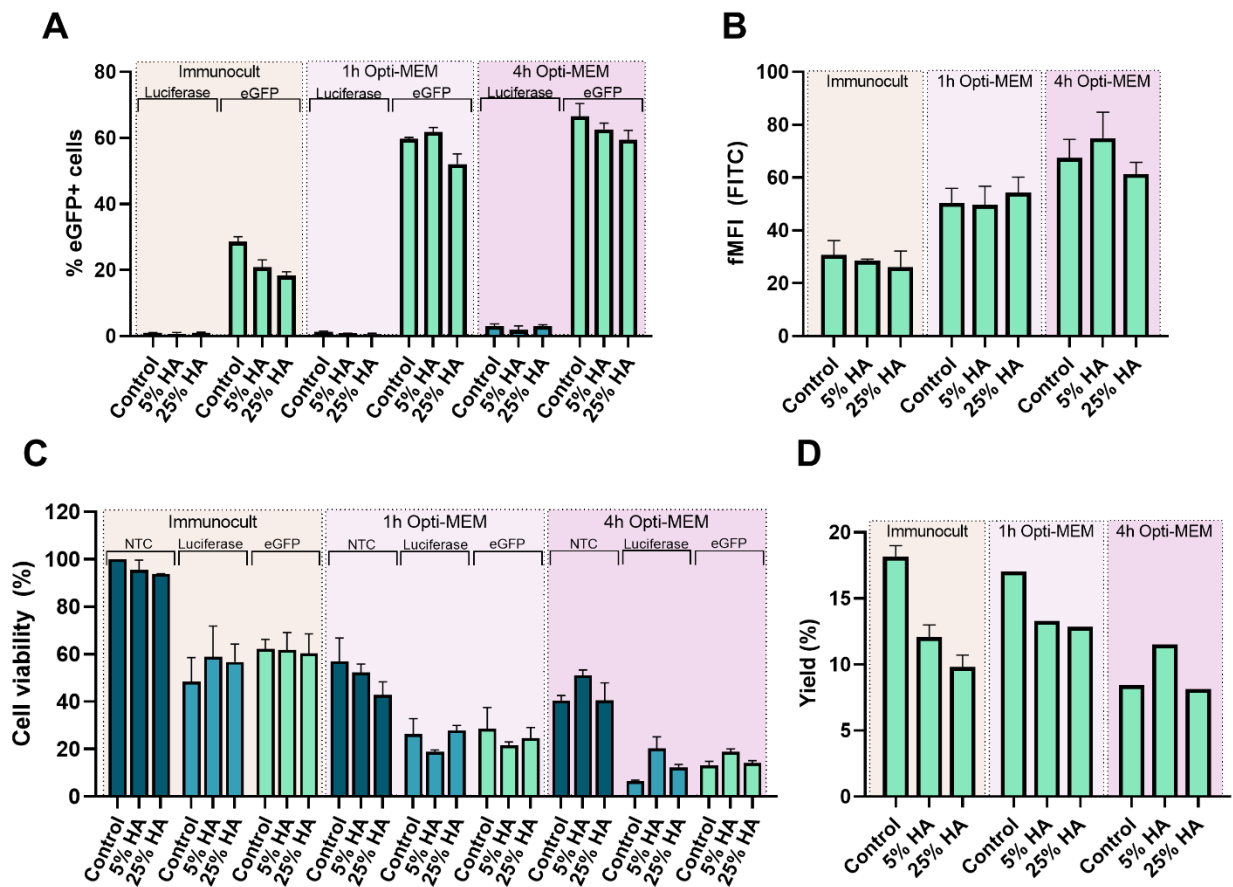 A
% eGFP+ cells
80
60
40
20
0
Immunocult
1h Opti-MEM
4h Opti-MEM
Luciferase
eGFP
Luciferase
eGFP
Luciferase
eGFP
Control
5% HA
25% HA
Control
5% HA
25% HA
Control
5% HA
25% HA
Control
5% HA
25% HA
Control
5% HA
25% HA
Control
5% HA
25% HA
B
fMFI (FITC)
100
80
60
40
20
0
Immunocult
1h Opti-MEM
4h Opti-MEM
Control
5% HA
25% HA
Control
5% HA
25% HA
Control
5% HA
25% HA
C
Cell viability (%)
120
100
80
60
40
20
0
Immunocult
1h Opti-MEM
4h Opti-MEM
NTC
Luciferase
eGFP
NTC
Luciferase
eGFP
NTC
Luciferase
eGFP
Control
5% HA
25% HA
Control
5% HA
25% HA
Control
5% HA
25% HA
Control
5% HA
25% HA
Control
5% HA
25% HA
Control
5% HA
25% HA
Control
5% HA
25% HA
Control
5% HA
25% HA
Control
5% HA
25% HA
D
Yield (%)
20
15
10
5
0
Immunocult
1h Opti-MEM
4h Opti-MEM
Control
5% HA
25% HA
Control
5% HA
25% HA
Control
5% HA
25% HA